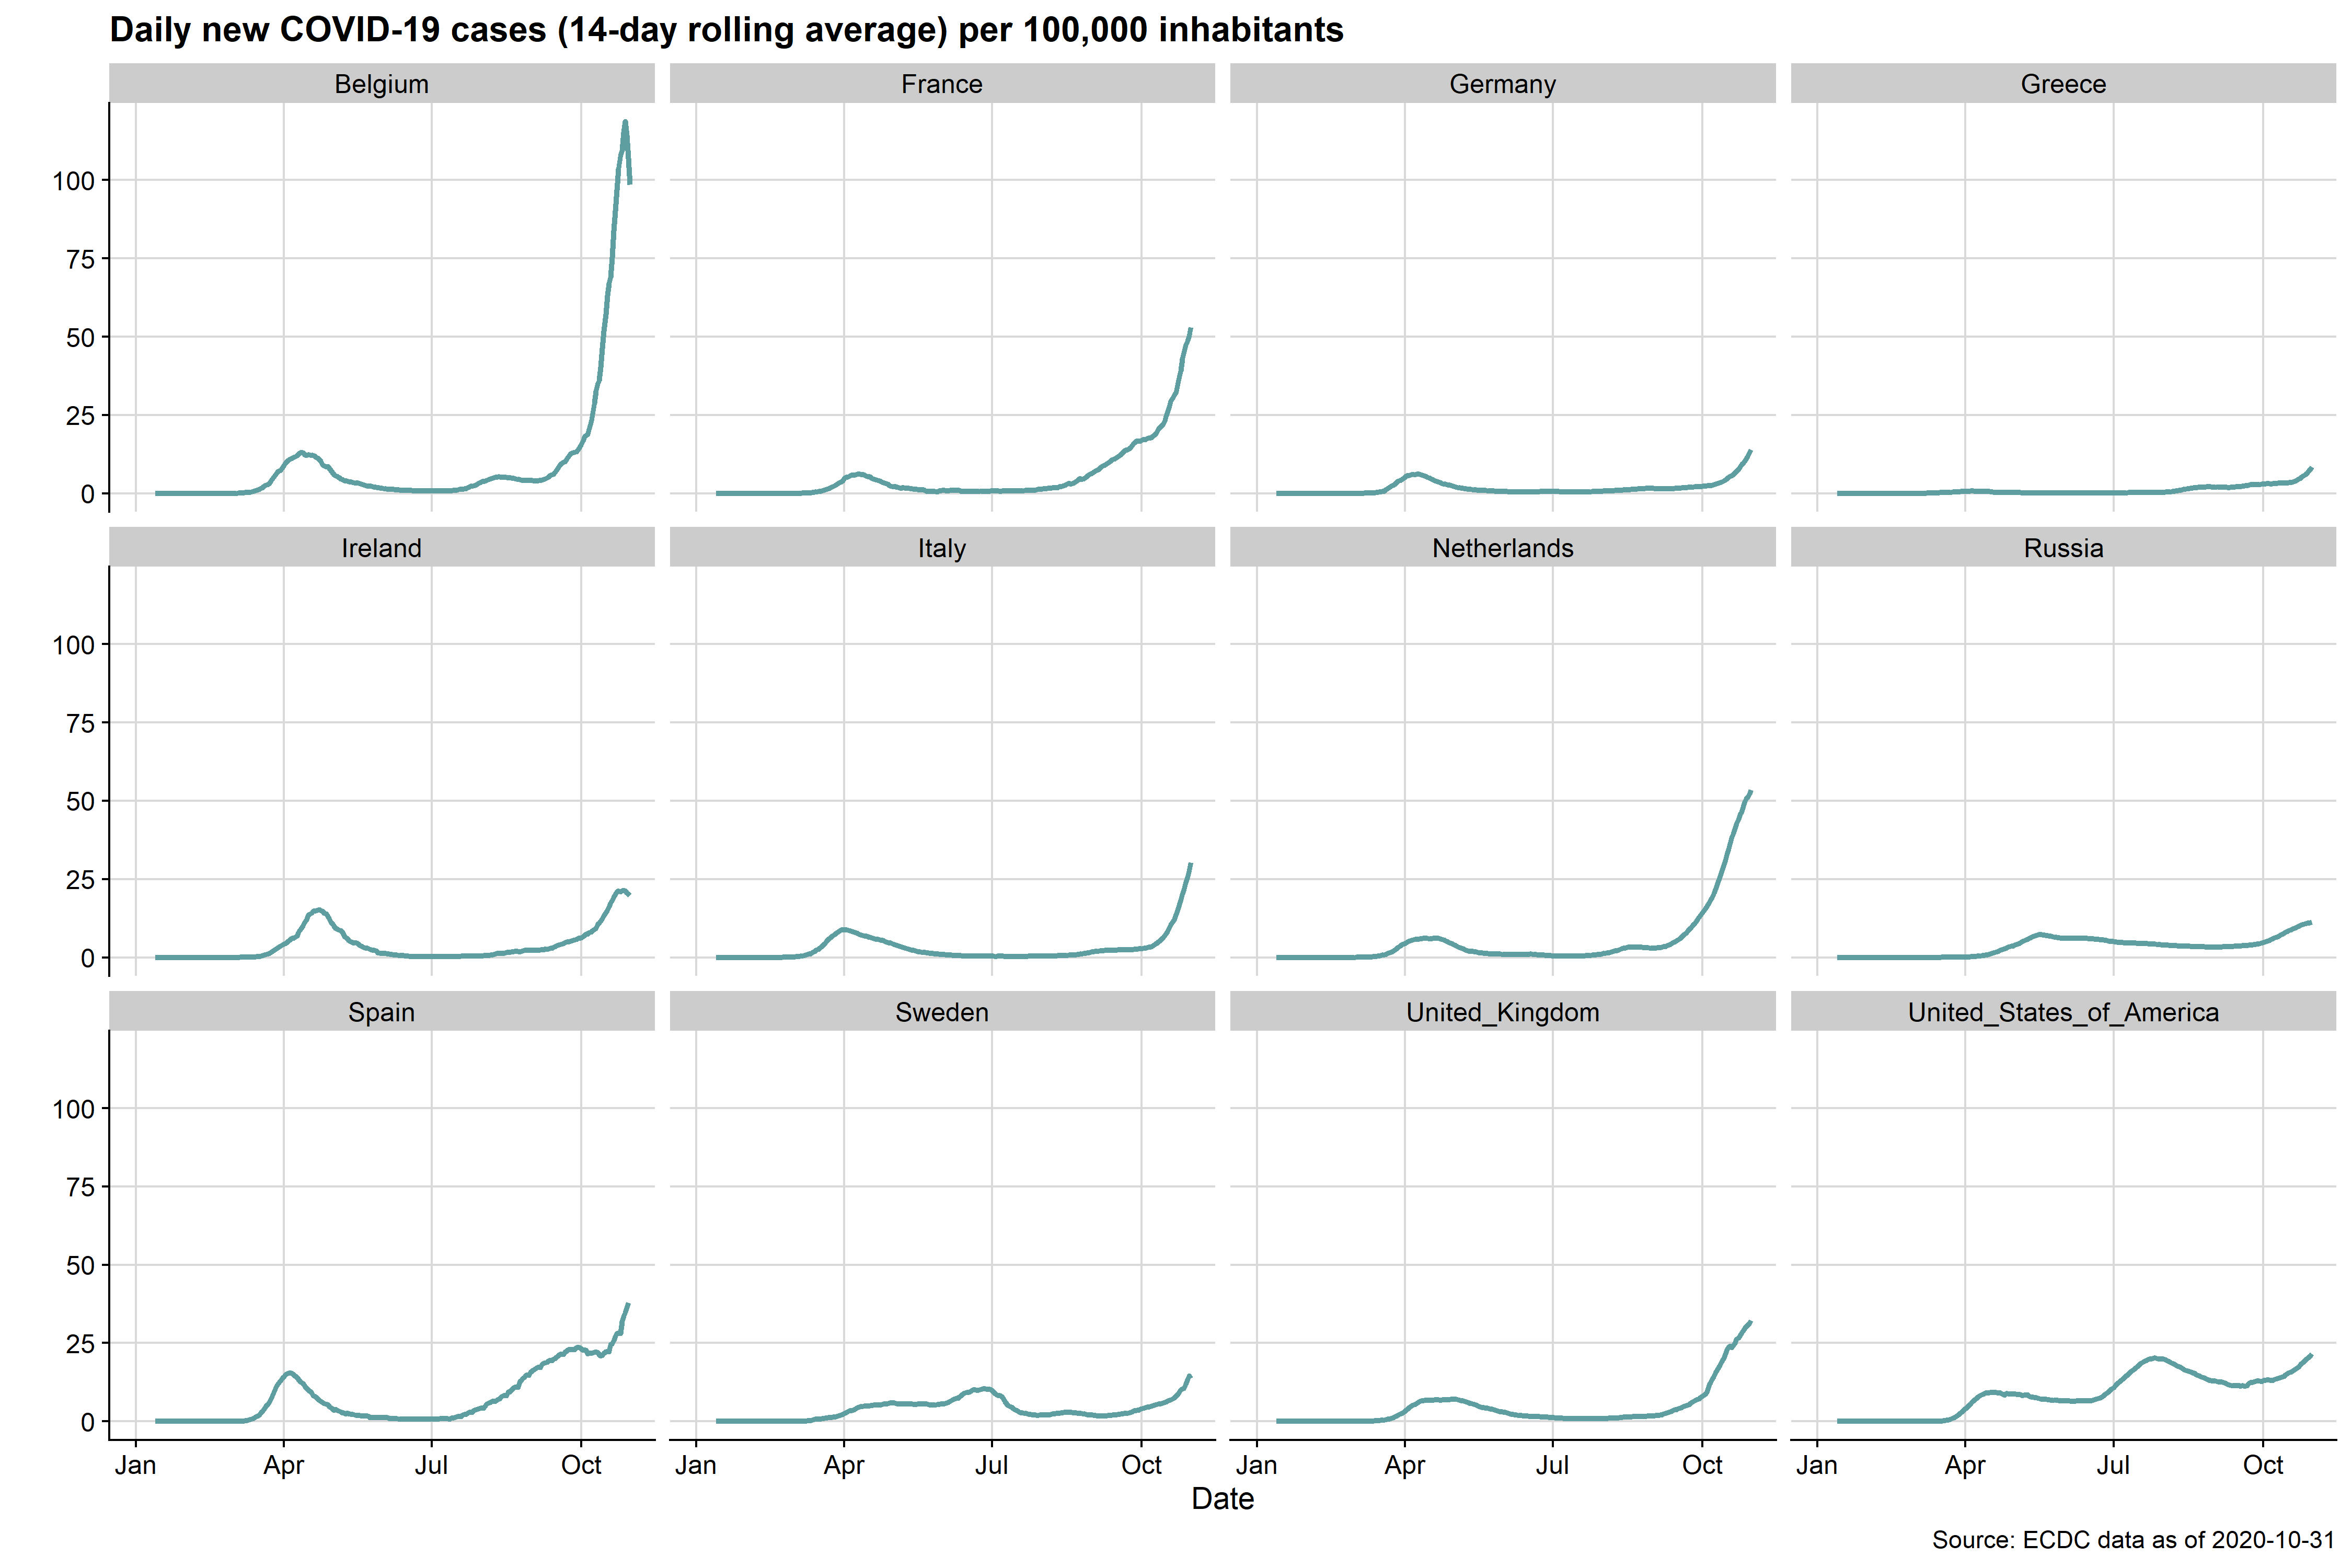 Daily new COVID-19 cases (14-day rolling average) per 100,000 inhabitants
Belgium France Germany Greece
100
75
50
25
0
Ireland Italy Netherlands Russia
100
75
50
25
0
Spain Sweden United_Kingdom United_States_of_America
100
75
50
25
0
Jan Apr Jul Oct Jan Apr Jul Oct Jan Apr Jul Oct Jan Apr Jul Oct
Date
Source: ECDC data as of 2020-10-31